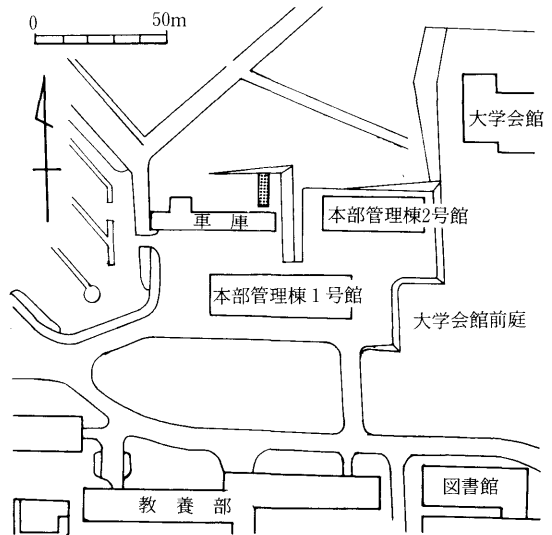 0 50m
大学会館
本部管理棟2号館
車庫
本部管理棟1号館
大学会館前庭
図書館
教養部